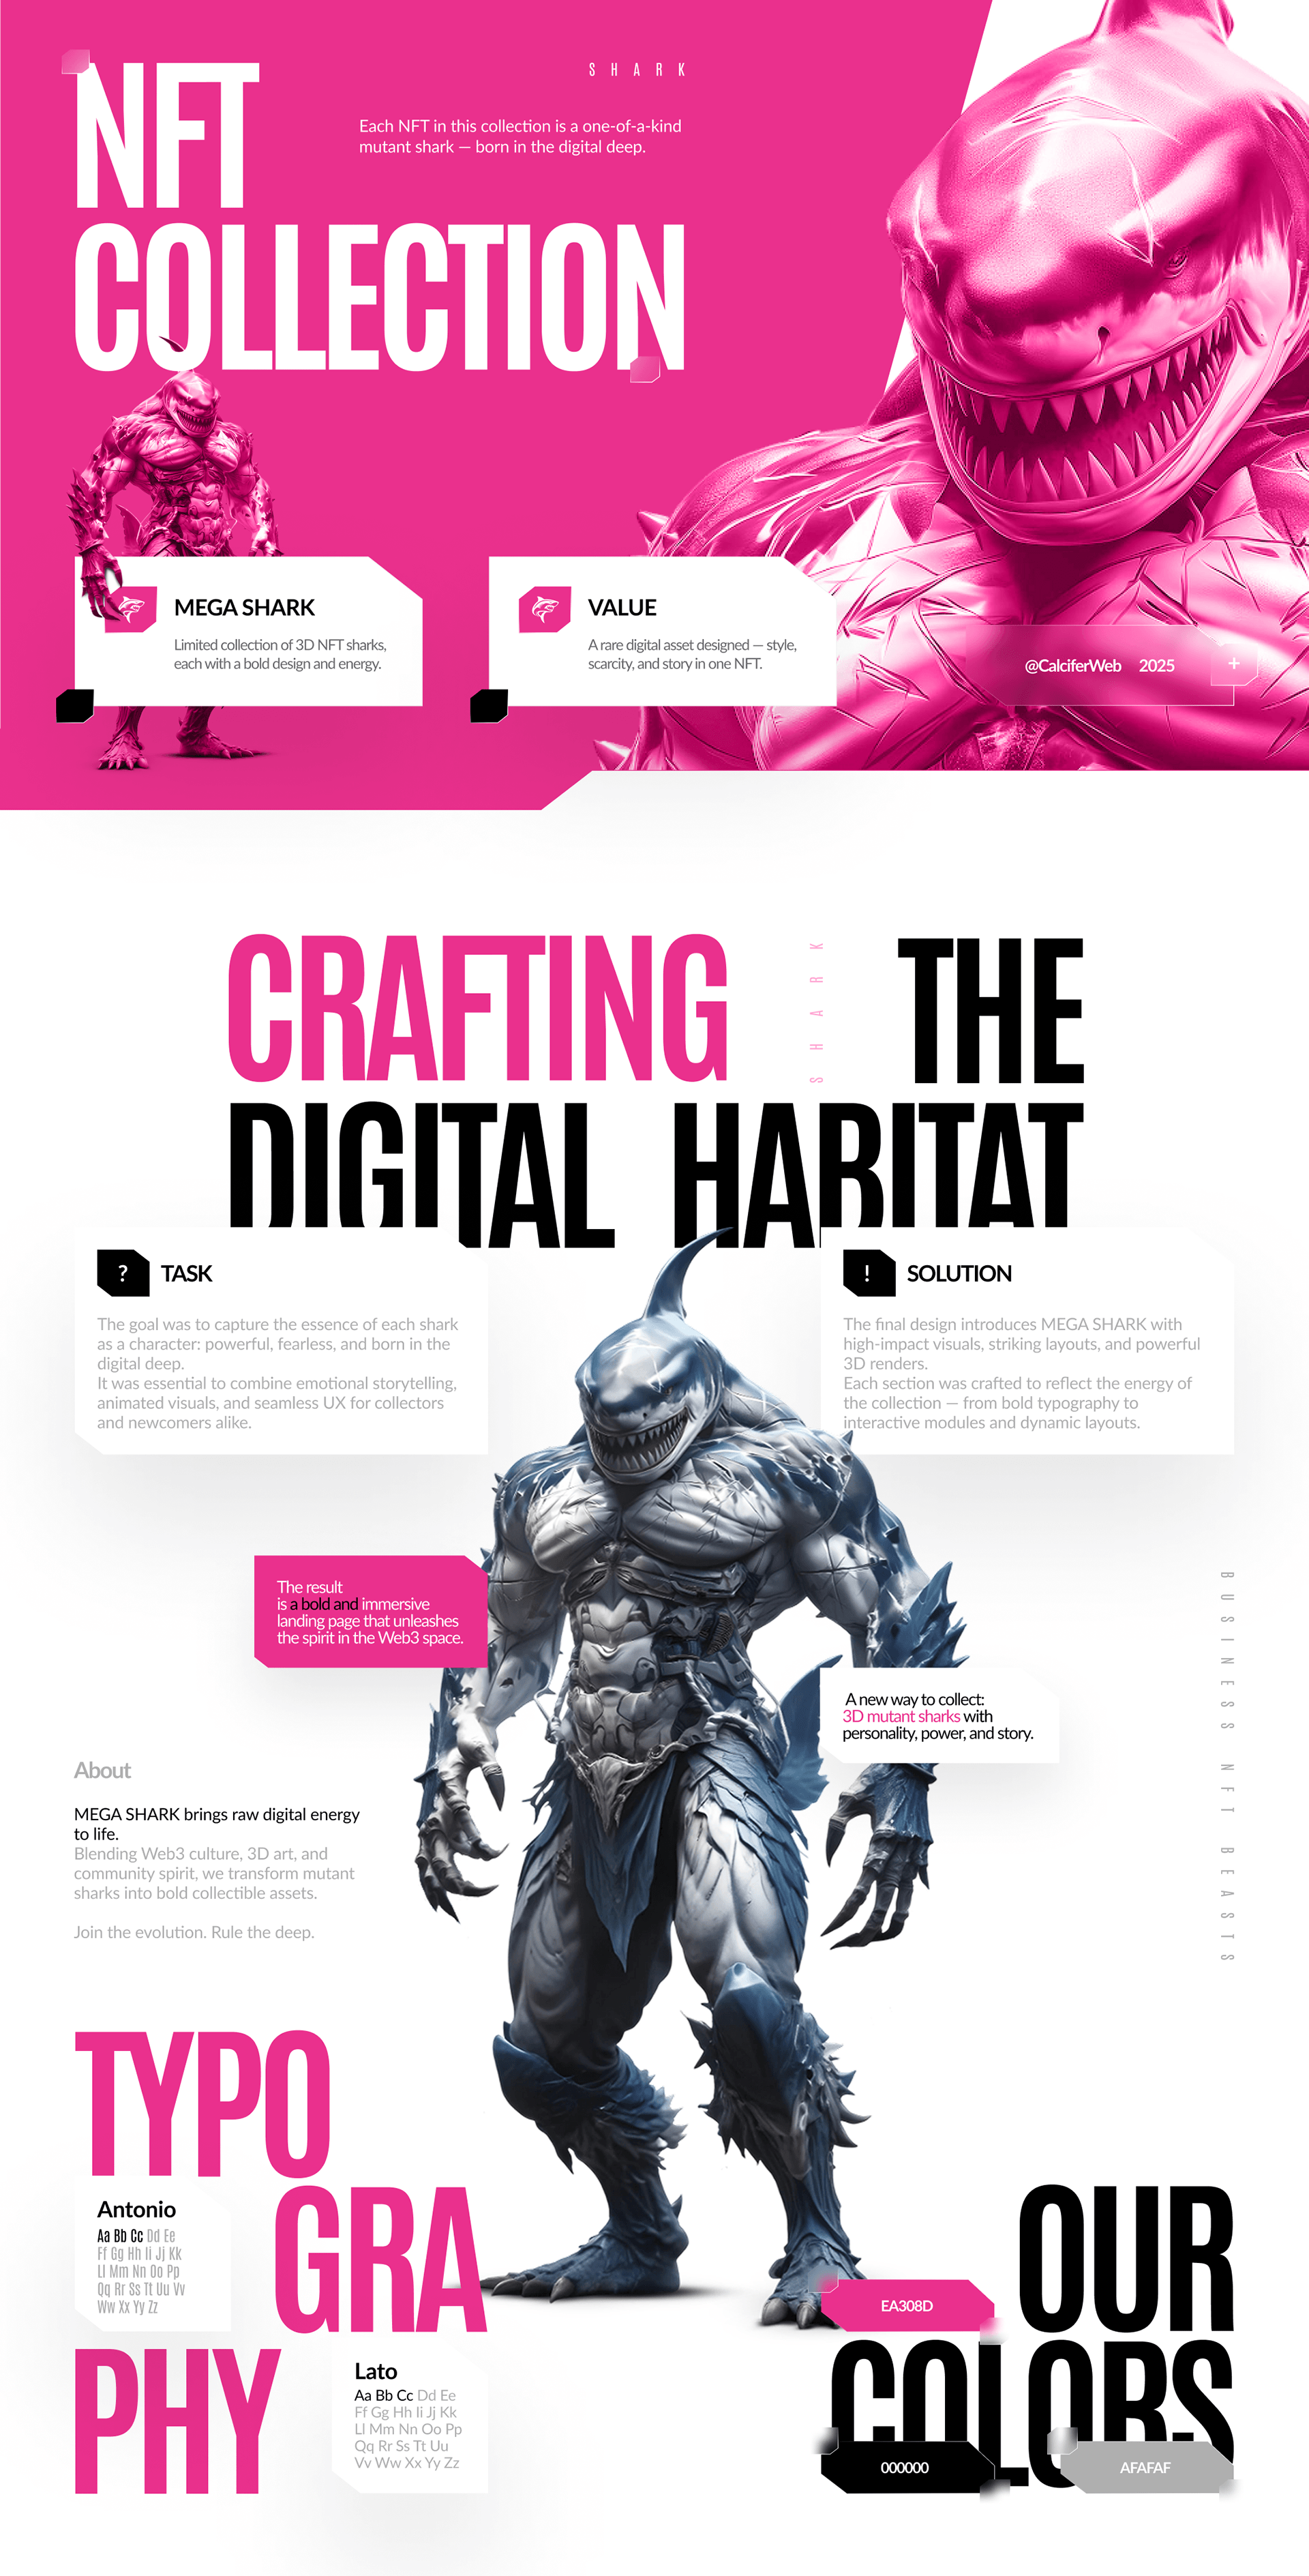 NFT
COLLECTION
SHARK
Each NFT in this collection is a one-of-a-kind
mutant shark — born in the digital deep.
MEGA SHARK
Limited collection of 3D NFT sharks,
each with a bold design and energy.
VALUE
A rare digital asset designed — style,
scarcity, and story in one NFT.
@CalciferWeb 2025
+
CRAFTING
SHARK
THE
DIGITAL HABITAT
?
TASK
The goal was to capture the essence of each shark
as a character: powerful, fearless, and born in the
digital deep.
It was essential to combine emotional storytelling,
animated visuals, and seamless UX for collectors
and newcomers alike.
!
SOLUTION
The final design introduces MEGA SHARK with
high-impact visuals, striking layouts, and powerful
3D renders.
Each section was crafted to reflect the energy of
the collection — from bold typography to
interactive modules and dynamic layouts.
The result
is a bold and immersive
landing page that unleashes
the spirit in the Web3 space.
A new way to collect:
3D mutant sharks with
personality, power, and story.
BUSINESS NFT BEASTS
About
MEGA SHARK brings raw digital energy
to life.
Blending Web3 culture, 3D art, and
community spirit, we transform mutant
sharks into bold collectible assets.
Join the evolution. Rule the deep.
TYPO
GRA
PHY
Antonio
Aa Bb Cc Dd Ee
Ff Gg Hh Ii Jj Kk
Ll Mm Nn Oo Pp
Qq Rr Ss Tt Uu Vv
Ww Xx Yy Zz
Lato
Aa Bb Cc Dd Ee
Ff Gg Hh Ii Jj Kk
Ll Mm Nn Oo Pp
Qq Rr Ss Tt Uu
Vv Ww Xx Yy Zz
OUR
COLORS
EA308D
000000
AFAFAF